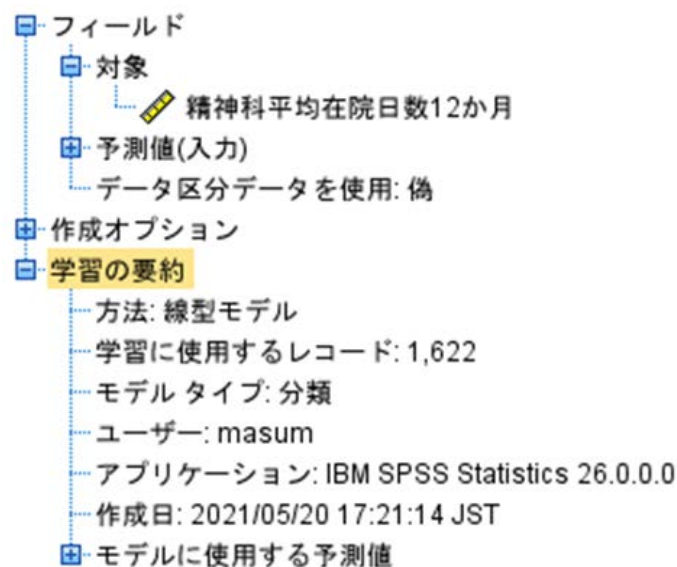 フィールド
対象
精神科平均在院日数12か月
予測値(入力)
データ区分データを使用: 偽
作成オプション
学習の要約
方法: 線型モデル
学習に使用するレコード: 1,622
モデル タイプ: 分類
ユーザー: masum
アプリケーション: IBM SPSS Statistics 26.0.0.0
作成日: 2021/05/20 17:21:14 JST
モデルに使用する予測値